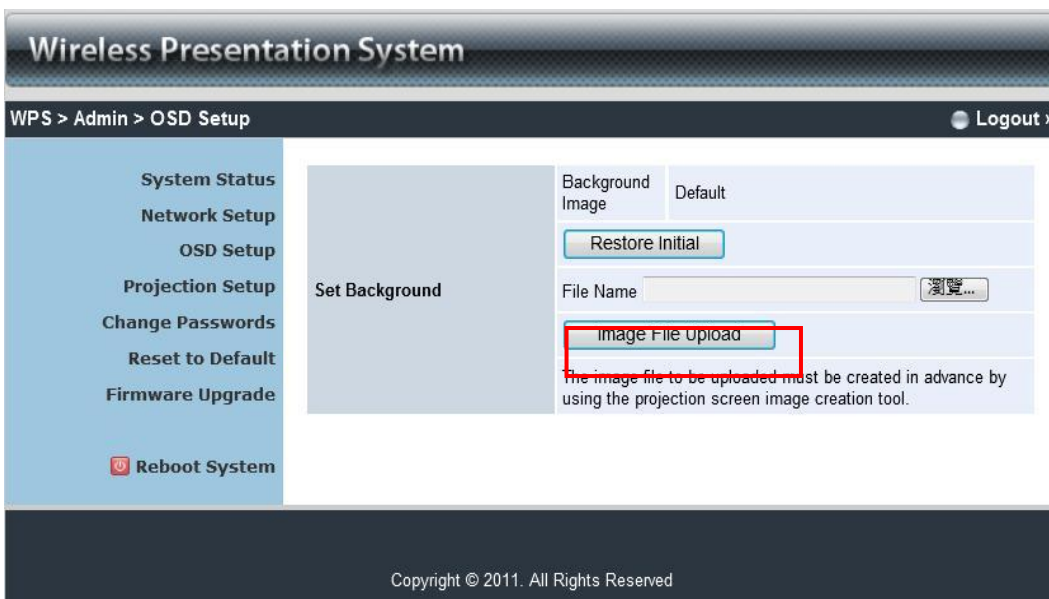 Wireless Presentation System
WPS > Admin > OSD Setup
Logout »
System Status
Network Setup
OSD Setup
Projection Setup
Change Passwords
Reset to Default
Firmware Upgrade
Reboot System
Set Background
Background
Image
Default
Restore Initial
File Name
瀏覽...
Image File Upload
The image file to be uploaded must be created in advance by
using the projection screen image creation tool.
Copyright © 2011. All Rights Reserved